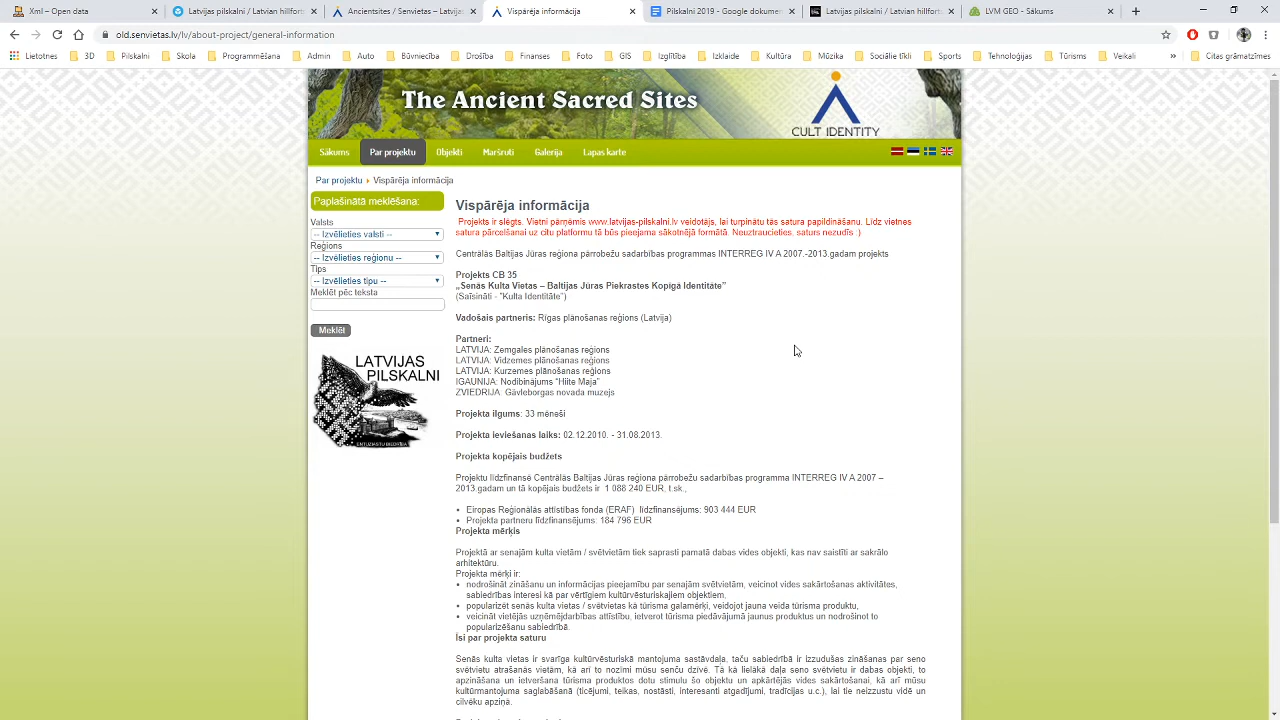 Xml – Open data
Latvijas pilskalni / Latvian hillfort
Ancientsites / Senvietas - Latvijas
Vispārēja informācija
Pilskalni 2019 - Google dokumen
Latvijas Pilskalni / Latvian hillfort
LVM GEO - Sākums
old.senvietas.lv/lv/about-project/general-information
Lietotnes
3D
Pilskalni
Skola
Programmēšana
Admin
Auto
Būvniecība
Drošība
Finanses
Foto
GIS
Izglītība
Izklaide
Kultūra
Mūzika
Sociālie tīkli
Sports
Tehnoloģijas
Tūrisms
Veikali
»
Citas grāmatzīmes
The Ancient Sacred Sites
CULT IDENTITY
Sākums
Par projektu
Objekti
Maršruti
Galerija
Lapas karte
Par projektu Vispārēja informācija
Paplašinātā meklēšana:
Valsts
-- Izvēlieties valsti --
Reģions
-- Izvēlieties reģionu --
Tips
-- Izvēlieties tipu --
Meklēt pēc teksta
Meklēt
LATVIJAS
PILSKALNI
ENTUZIASTU BIEDRĪBA
Vispārēja informācija
Projekts ir slēgts. Vietni pārņēmis www.latvijas-pilskalni.lv veidotājs, lai turpinātu tās satura papildināšanu. Līdz vietnes
satura pārcelšanai uz citu platformu tā būs pieejama sākotnējā formātā. Neuztraucieties, saturs nezudīs :)
Centrālās Baltijas Jūras reģiona pārrobežu sadarbības programmas INTERREG IV A 2007.-2013.gadam projekts
Projekts CB 35
„Senās Kulta Vietas – Baltijas Jūras Piekrastes Kopīgā Identitāte”
(Saīsināti - "Kulta Identitāte")
Vadošais partneris: Rīgas plānošanas reģions (Latvija)
Partneri:
LATVIJA: Zemgales plānošanas reģions
LATVIJA: Vidzemes plānošanas reģions
LATVIJA: Kurzemes plānošanas reģions
IGAUNIJA: Nodibinājums “Hiite Maja”
ZVIEDRIJA: Gävleborgas novada muzejs
Projekta ilgums: 33 mēneši
Projekta ieviešanas laiks: 02.12.2010. - 31.08.2013.
Projekta kopējais budžets
Projektu līdzfinansē Centrālās Baltijas Jūras reģiona pārrobežu sadarbības programma INTERREG IV A 2007 –
2013.gadam un tā kopējais budžets ir 1 088 240 EUR, t.sk.,
• Eiropas Reģionālās attīstības fonda (ERAF) līdzfinansējums: 903 444 EUR
• Projekta partneru līdzfinansējums: 184 796 EUR
Projekta mērķis
Projektā ar senajām kulta vietām / svētvietām tiek saprasti pamatā dabas vides objekti, kas nav saistīti ar sakrālo
arhitektūru.
Projekta mērķi ir:
• nodrošināt zināšanu un informācijas pieejamību par senajām svētvietām, veicinot vides sakārtošanas aktivitātes,
sabiedrības interesi kā par vērtīgiem kultūrvēsturiskajiem objektiem,
• popularizēt senās kulta vietas / svētvietas kā tūrisma galamērķi, veidojot jauna veida tūrisma produktu,
• veicināt vietējās uzņēmējdarbības attīstību, ietverot tūrisma piedāvājumā jaunus produktus un nodrošinot to
popularizēšanu sabiedrībā.
Īsi par projekta saturu
Senās kulta vietas ir svarīga kultūrvēsturiskā mantojuma sastāvdaļa, taču sabiedrībā ir izzudušas zināšanas par seno
svētvietu atrašanās vietām, kā arī to nozīmi mūsu senču dzīvē. Tā kā lielākā daļa seno svētvietu ir dabas objekti, to
apzināšana un ietveršana tūrisma produktos dotu stimulu šo objektu un apkārtējās vides sakārtošanai, kā arī mūsu
kultūrmantojuma saglabāšanā (ticējumi, teikas, nostāsti, interesanti atgadījumi, tradīcijas u.c.), lai tie neizzustu vidē un
cilvēku apziņā.